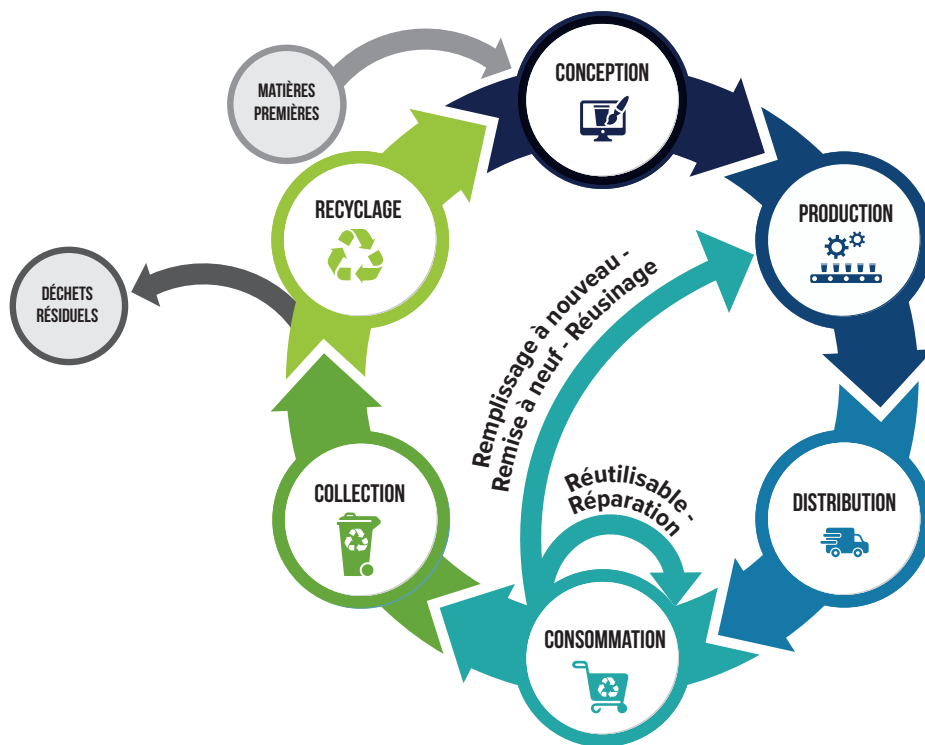 MATIÈRES
PREMIÈRES
CONCEPTION
PRODUCTION
RECYCLAGE
DÉCHETS
RÉSIDUELS
Remplissage à nouveau -
Remise à neuf - Réusinage
Réutilisable -
Réparation
DISTRIBUTION
COLLECTION
CONSOMMATION